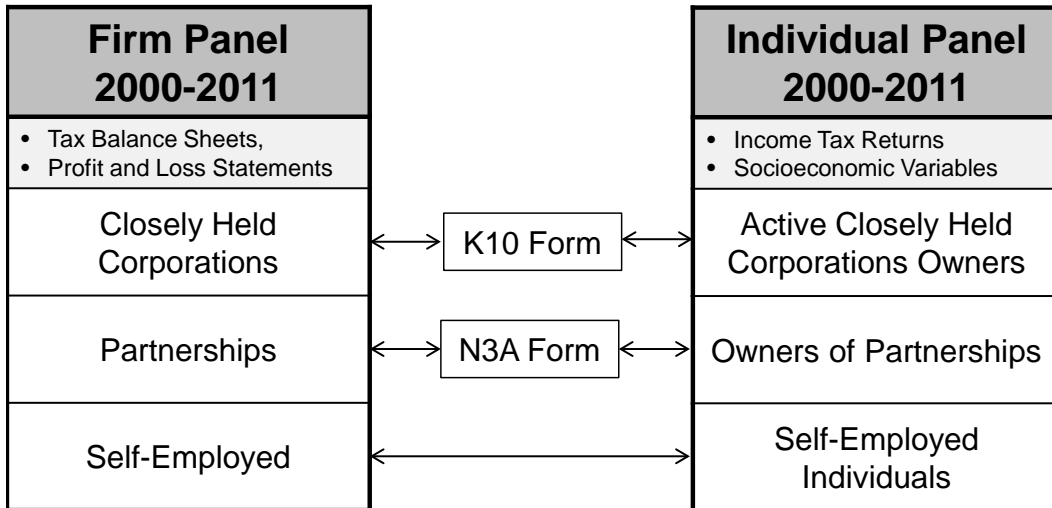 Firm Panel
2000-2011
• Tax Balance Sheets,
• Profit and Loss Statements
Closely Held
Corporations
Partnerships
Self-Employed
K10 Form
N3A Form
Individual Panel
2000-2011
• Income Tax Returns
• Socioeconomic Variables
Active Closely Held
Corporations Owners
Owners of Partnerships
Self-Employed
Individuals